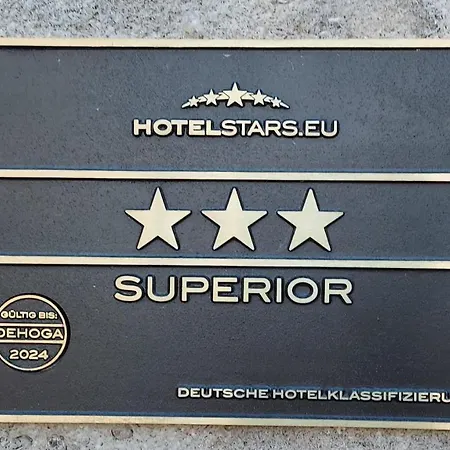 HOTELSTARS.EU
SUPERIOR
GÜLTIG BIS:
DEHOGA
2024
DEUTSCHE HOTELKLASSIFIZIERU